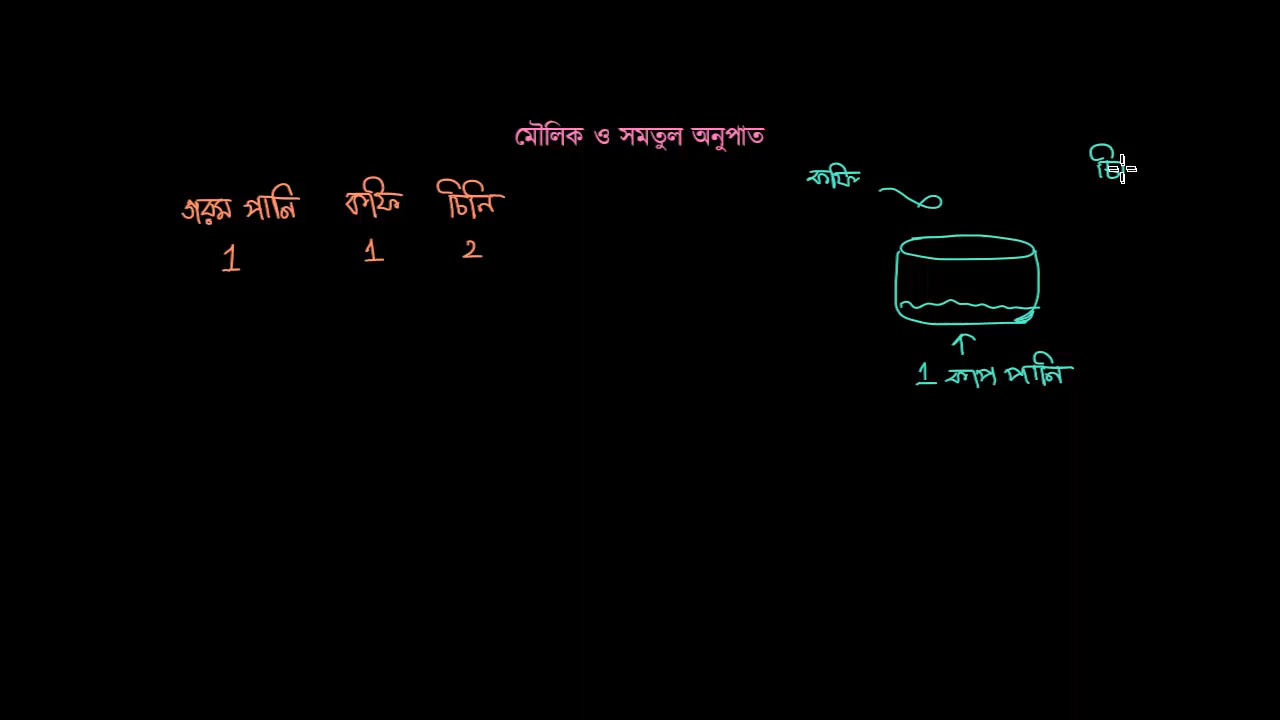 মৌলিক ও সমতুল অনুপাত
গরম পানি কফি চিনি
1 1 2
কফি
চি
1 কাপ পানি